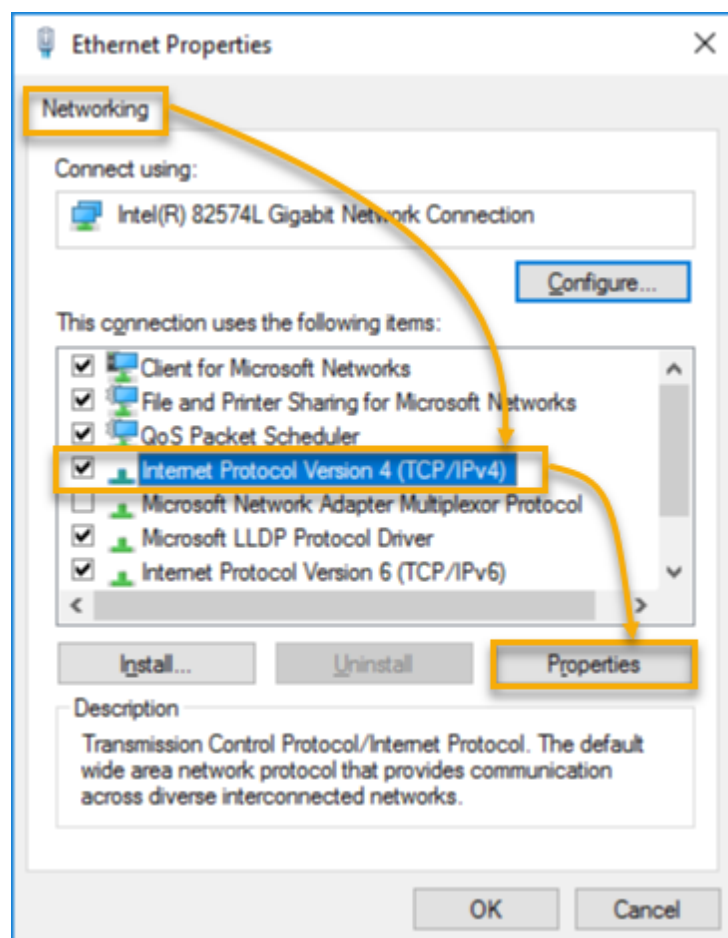 Ethernet Properties
Networking
Connect using:
Intel(R) 82574L Gigabit Network Connection
Configure...
This connection uses the following items:
Client for Microsoft Networks
File and Printer Sharing for Microsoft Networks
QoS Packet Scheduler
Internet Protocol Version 4 (TCP/IPv4)
Microsoft Network Adapter Multiplexor Protocol
Microsoft LLDP Protocol Driver
Internet Protocol Version 6 (TCP/IPv6)
Install...
Uninstall
Properties
Description
Transmission Control Protocol/Internet Protocol. The default
wide area network protocol that provides communication
across diverse interconnected networks.
OK
Cancel